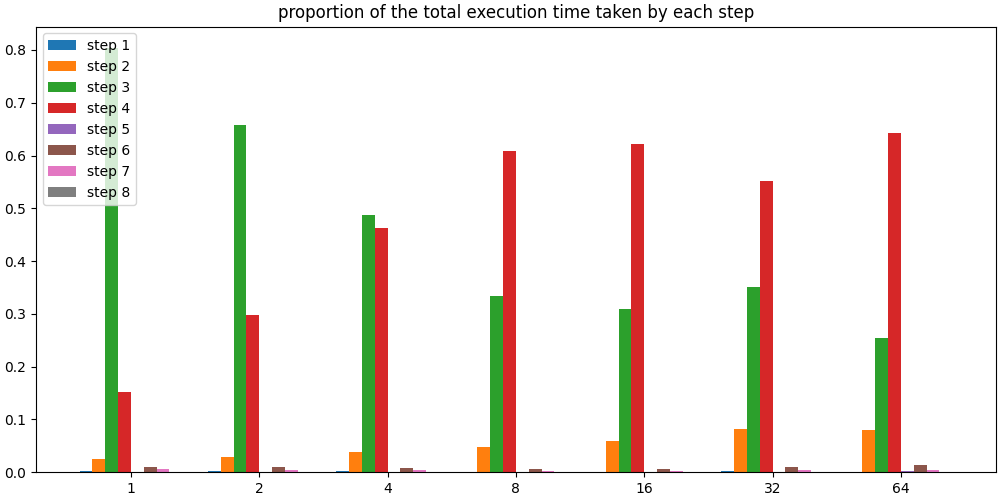 proportion of the total execution time taken by each step
0.8
0.7
0.6
0.5
0.4
0.3
0.2
0.1
0.0
step 1
step 2
step 3
step 4
step 5
step 6
step 7
step 8
1 2 4 8 16 32 64